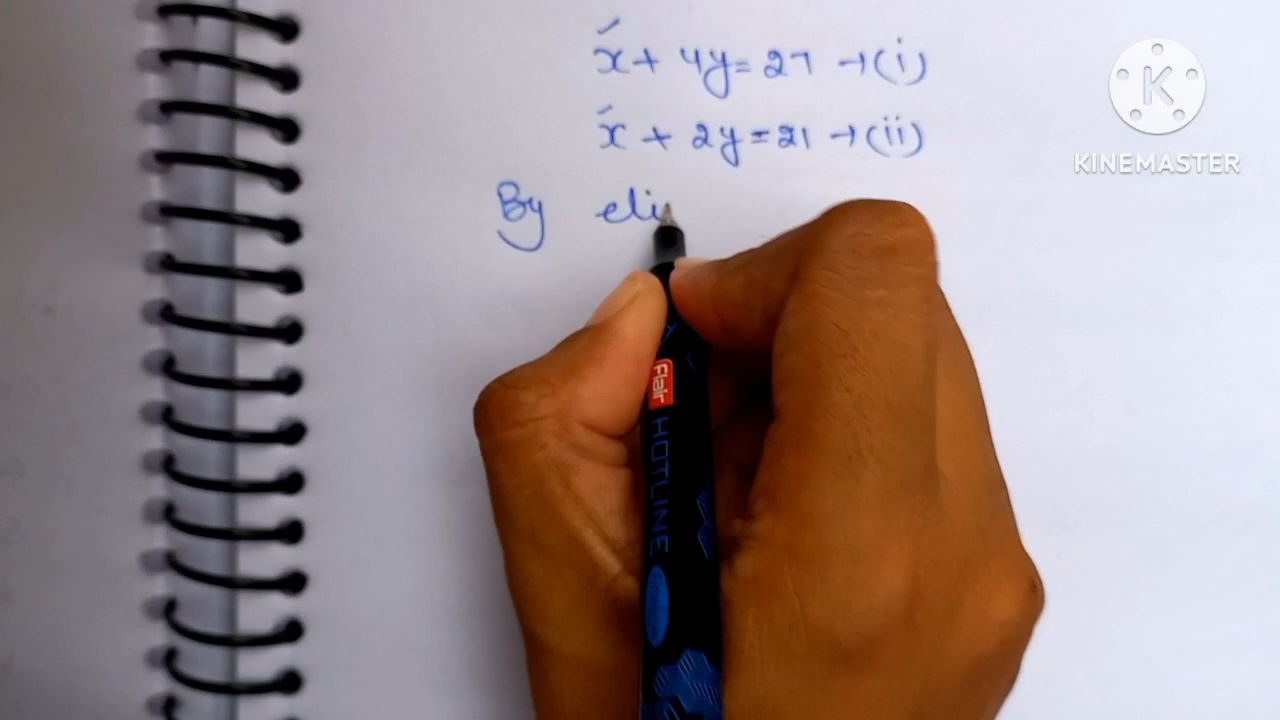 x + 4y = 27 → (i)
x + 2y = 21 → (ii)
By eli
K
KINEMASTER
Flair HOTLINE